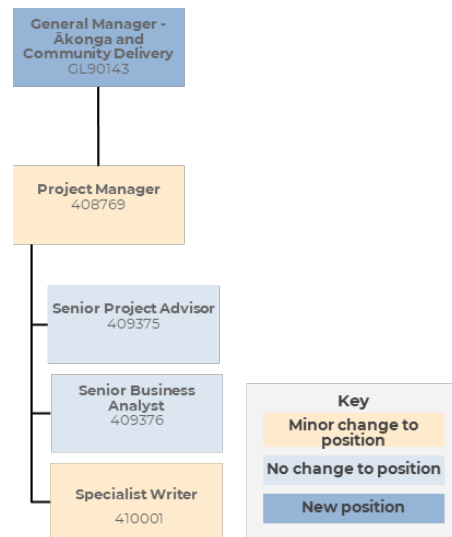 General Manager -
Ākonga and
Community Delivery
GL90143
Project Manager
408769
Senior Project Advisor
409375
Senior Business
Analyst
409376
Specialist Writer
410001
Key
Minor change to
position
No change to position
New position